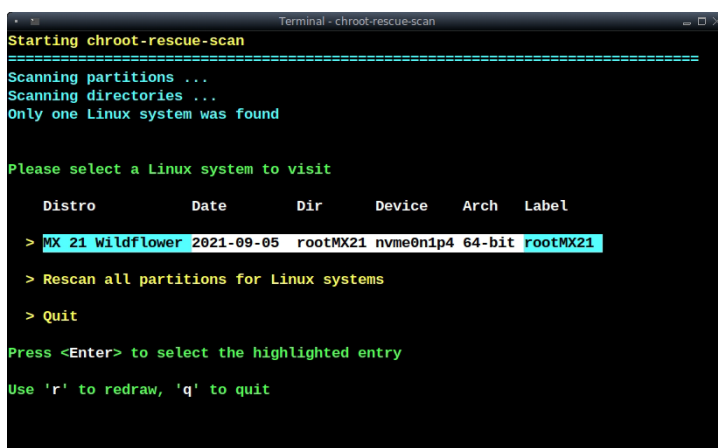 Terminal - chroot-rescue-scan
Starting chroot-rescue-scan
===============================================================================
Scanning partitions ...
Scanning directories ...
Only one Linux system was found
Please select a Linux system to visit
Distro Date Dir Device Arch Label
> MX 21 Wildflower 2021-09-05 rootMX21 nvme0n1p4 64-bit rootMX21
> Rescan all partitions for Linux systems
> Quit
Press <Enter> to select the highlighted entry
Use 'r' to redraw, 'q' to quit